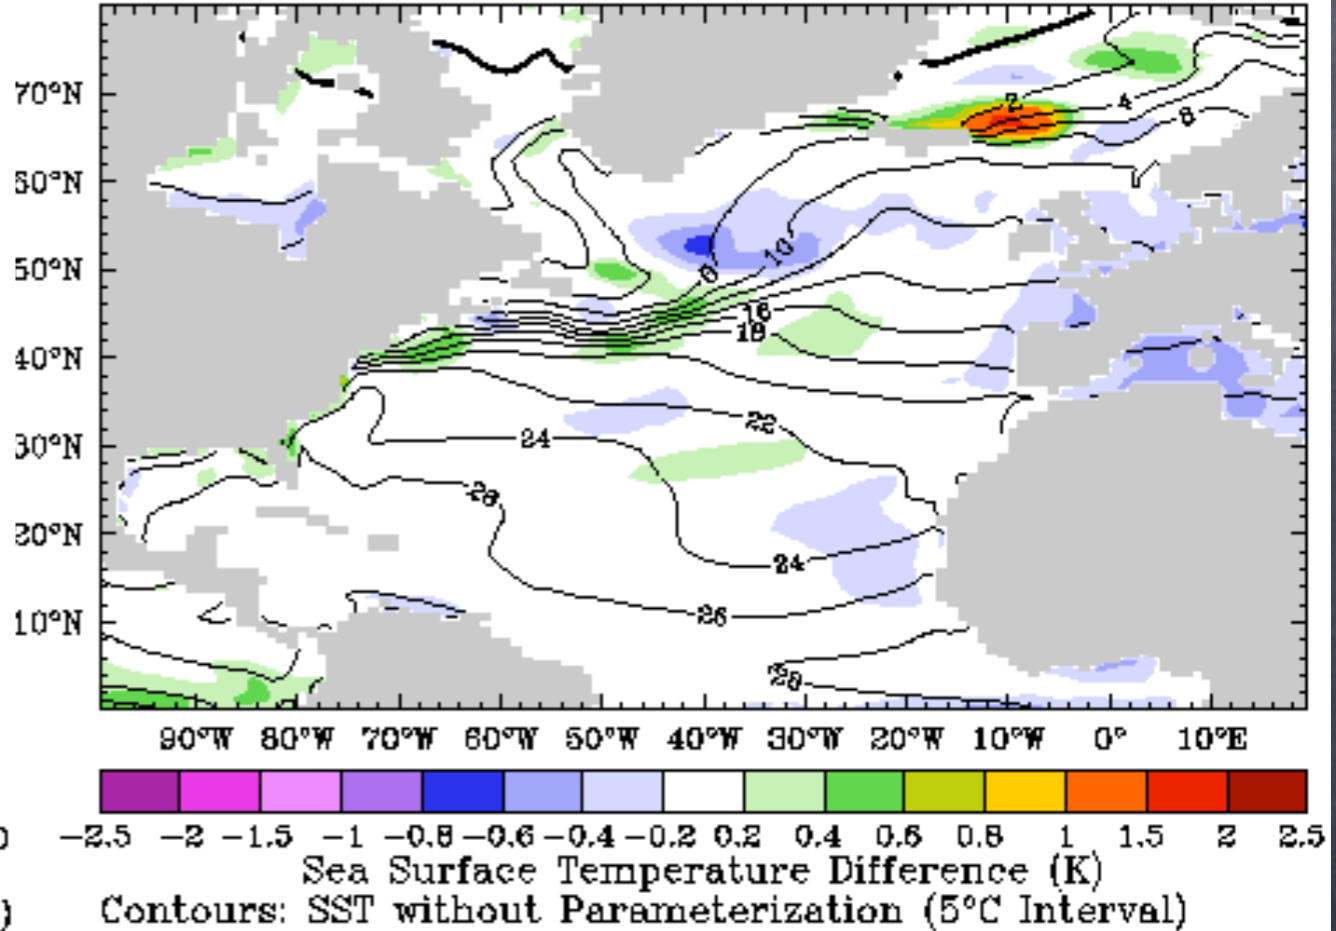 70°N
60°N
50°N
40°N
30°N
20°N
10°N
2
4
8
10
16
18
22
24
24
26
28
90°W 80°W 70°W 60°W 50°W 40°W 30°W 20°W 10°W 0° 10°E
−2.5 −2 −1.5 −1 −0.8 −0.6 −0.4 −0.2 0.2 0.4 0.6 0.8 1 1.5 2 2.5
Sea Surface Temperature Difference (K)
) Contours: SST without Parameterization (5°C Interval)